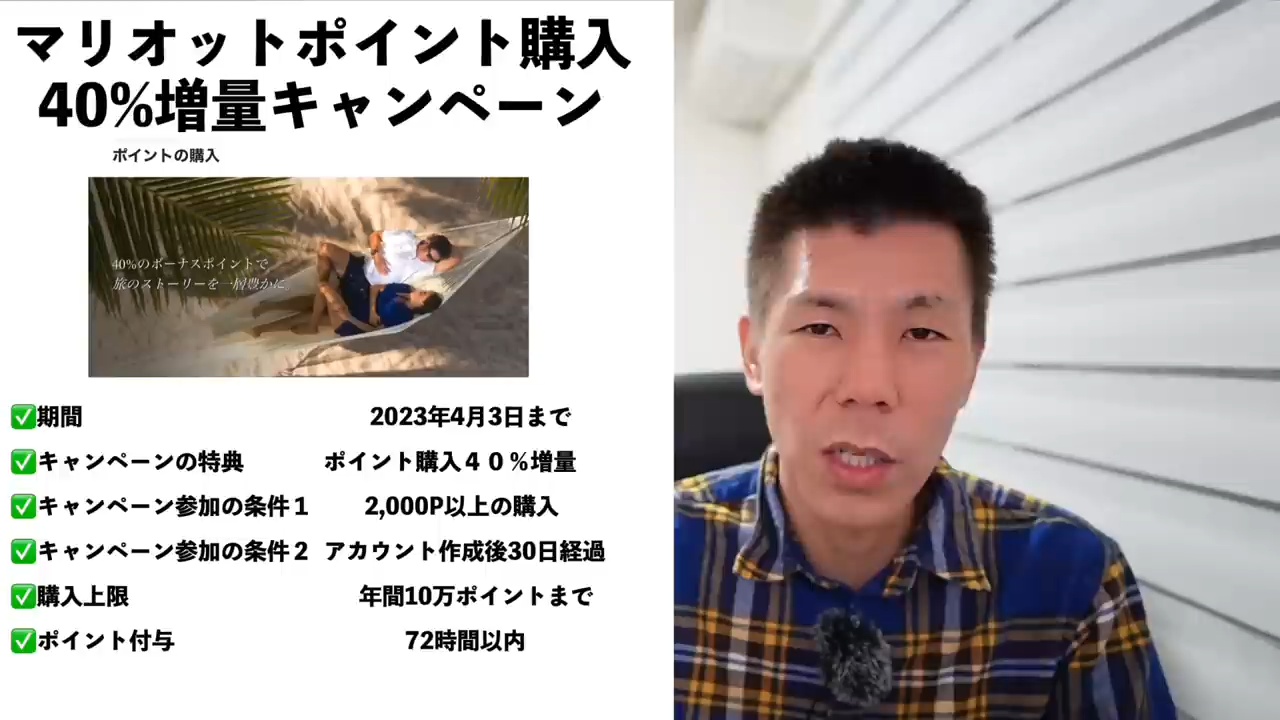 マリオットポイント購入
40%増量キャンペーン
ポイントの購入
40%のボーナスポイントで
旅のストーリーを一層豊かに。
✅期間 2023年4月3日まで
✅キャンペーンの特典 ポイント購入４０％増量
✅キャンペーン参加の条件１ 2,000P以上の購入
✅キャンペーン参加の条件２ アカウント作成後30日経過
✅購入上限 年間10万ポイントまで
✅ポイント付与 72時間以内